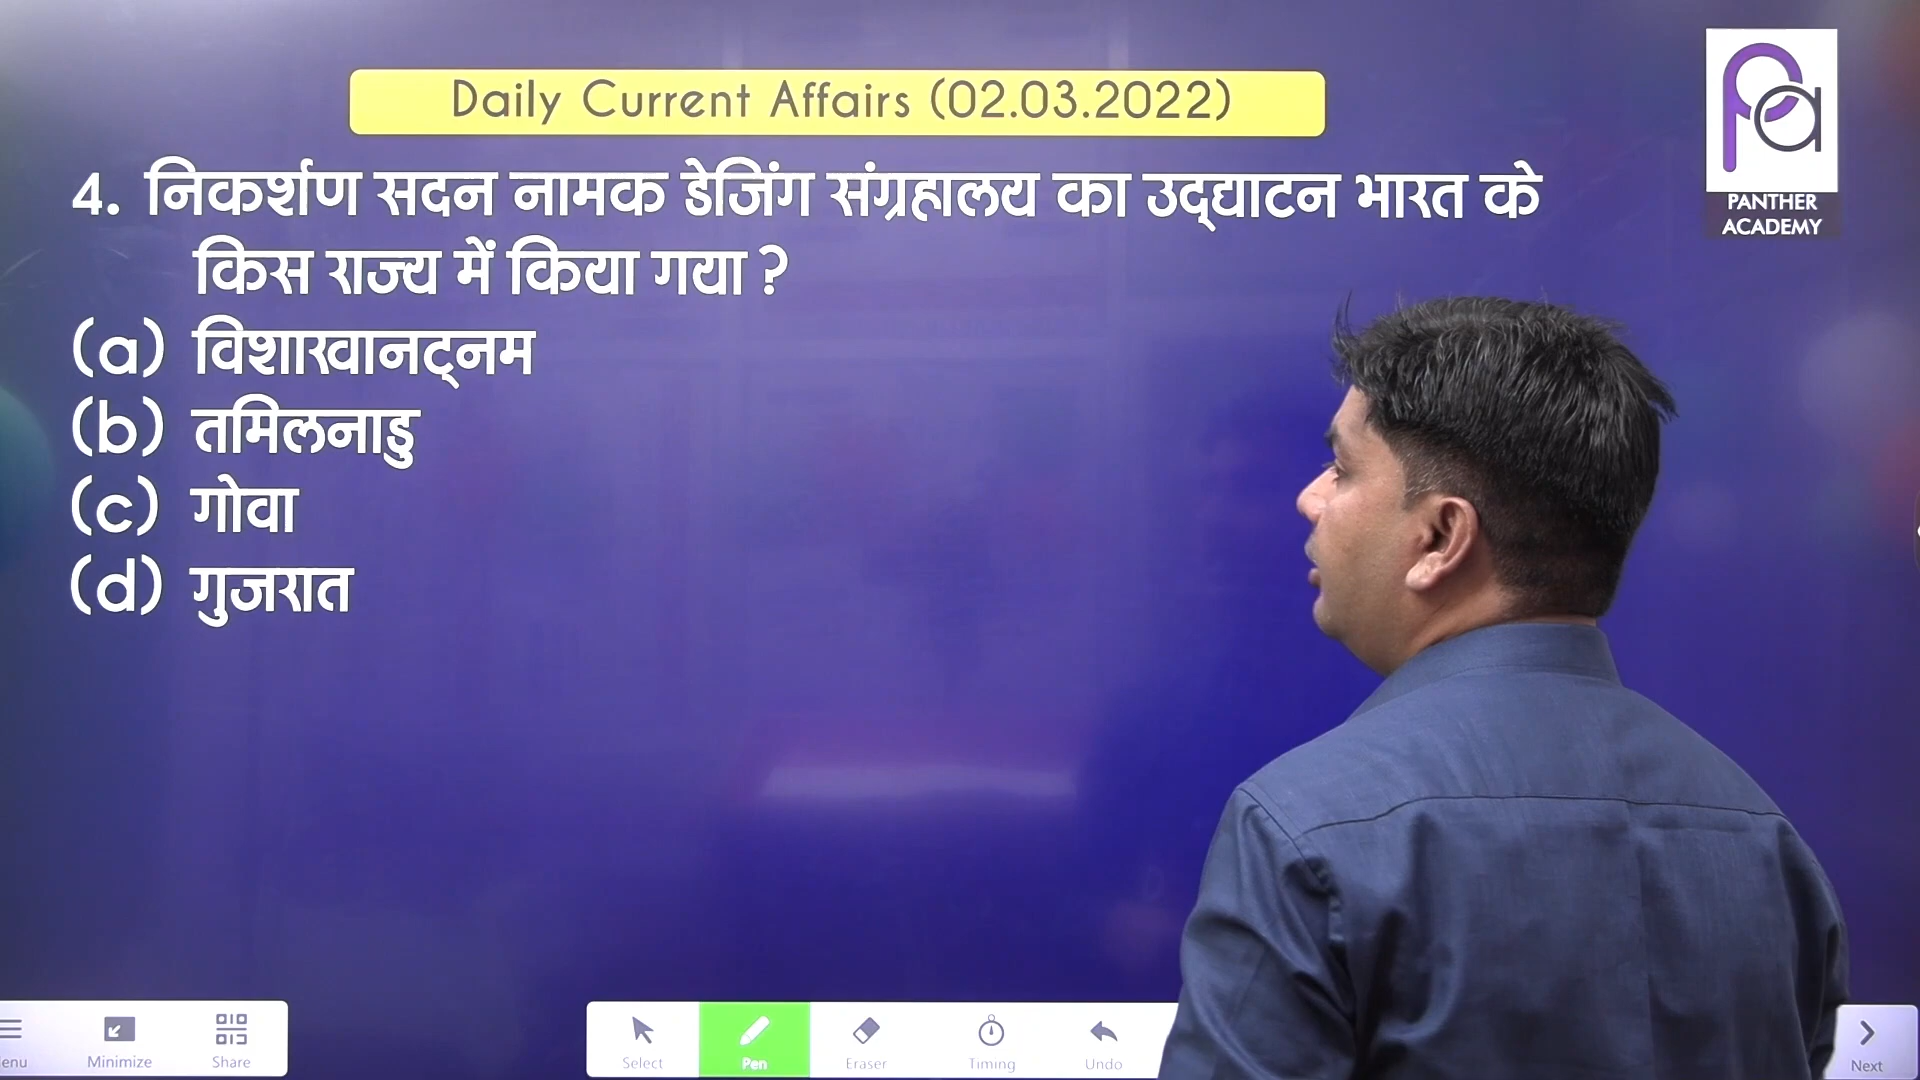 Daily Current Affairs (02.03.2022)
Pa
PANTHER
ACADEMY
4. निकर्शण सदन नामक डेजिंग संग्रहालय का उद्घाटन भारत के
किस राज्य में किया गया ?
(a) विशाखानट्नम
(b) तमिलनाडु
(c) गोवा
(d) गुजरात
enu Minimize Share Select Pen Eraser Timing Undo Next